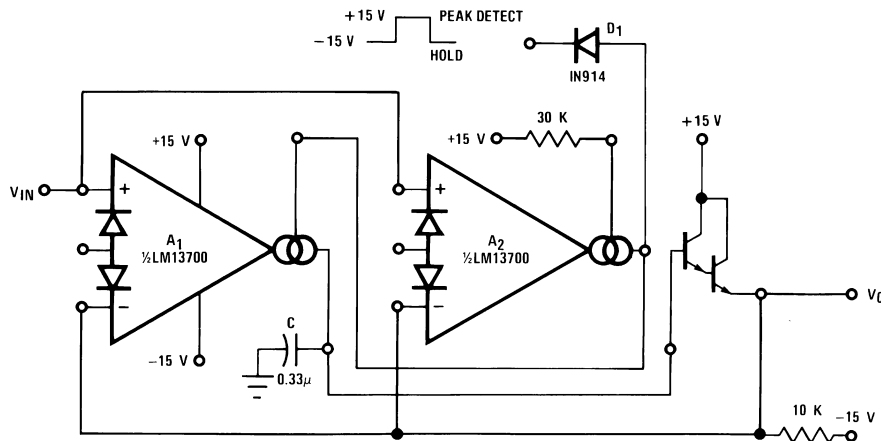 +15 V PEAK DETECT
−15 V
HOLD
D1
IN914
30 K
+15 V
+15 V
+15 V
VIN
+
A1
½LM13700
−
−15 V
+
A2
½LM13700
−
C
0.33µ
10 K
−15 V